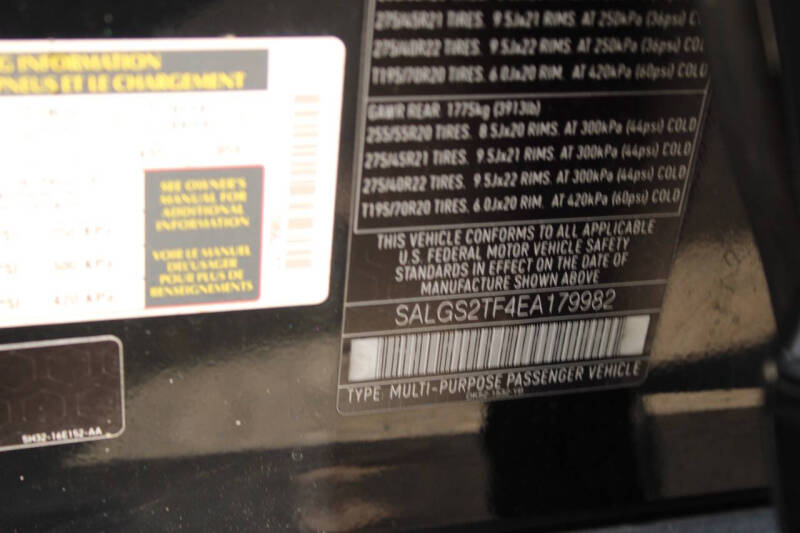 G INFORMATION
PNEUS ET LE CHARGEMENT
SEE OWNER'S
MANUAL FOR
ADDITIONAL
INFORMATION
VOIR LE MANUEL
DE L'USAGER
POUR PLUS DE
RENSEIGNEMENTS
420 KPa
SH32-16E152-AA
275/45R21 TIRES. 9.5Jx21 RIMS. AT 250kPa (36psi) C
275/40R22 TIRES. 9.5Jx22 RIMS. AT 250kPa (36psi) COL
T195/70R20 TIRES. 6.0Jx20 RIM. AT 420kPa (60psi) COLD
GAWR REAR 1775kg (3913lb)
255/55R20 TIRES. 8.5Jx20 RIMS. AT 300kPa (44psi) COLD
275/45R21 TIRES. 9.5Jx21 RIMS. AT 300kPa (44psi) COLD
275/40R22 TIRES. 9.5Jx22 RIMS. AT 300kPa (44psi) COLD
T195/70R20 TIRES. 6.0Jx20 RIM. AT 420kPa (60psi) COLD
THIS VEHICLE CONFORMS TO ALL APPLICABLE
U.S. FEDERAL MOTOR VEHICLE SAFETY
STANDARDS IN EFFECT ON THE DATE OF
MANUFACTURE SHOWN ABOVE
SALGS2TF4EA179982
TYPE: MULTI-PURPOSE PASSENGER VEHICLE